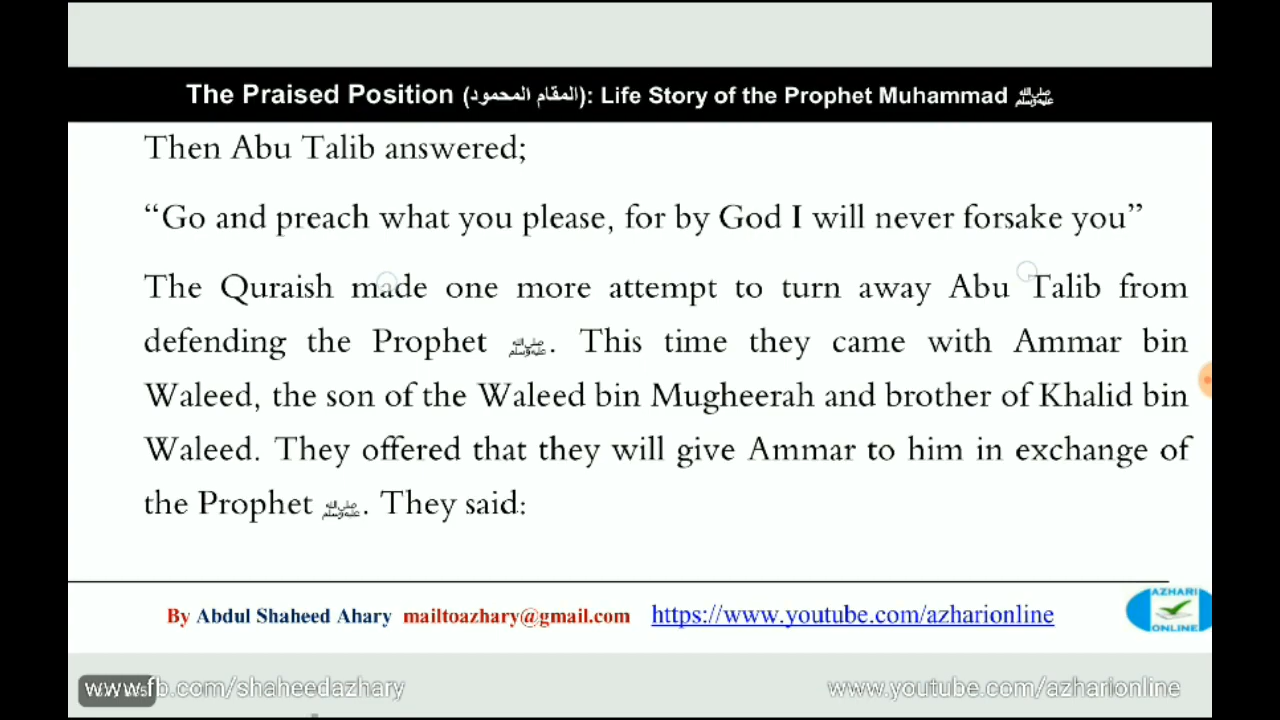 The Praised Position (المقام المحمود): Life Story of the Prophet Muhammad ﷺ
Then Abu Talib answered;
“Go and preach what you please, for by God I will never forsake you”
The Quraish made one more attempt to turn away Abu Talib from
defending the Prophet ﷺ. This time they came with Ammar bin
Waleed, the son of the Waleed bin Mugheerah and brother of Khalid bin
Waleed. They offered that they will give Ammar to him in exchange of
the Prophet ﷺ. They said:
By Abdul Shaheed Ahary mailtoazhary@gmail.com https://www.youtube.com/azharionline
AZHARI
ONLINE
www.fb.com/shaheedazhary
www.youtube.com/azharionline